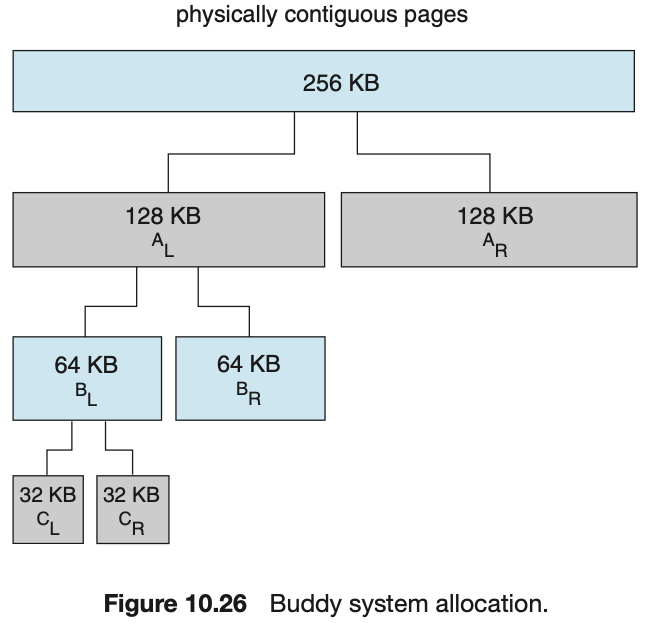 physically contiguous pages
256 KB
128 KB
A_L
128 KB
A_R
64 KB
B_L
64 KB
B_R
32 KB
C_L
32 KB
C_R
Figure 10.26 Buddy system allocation.